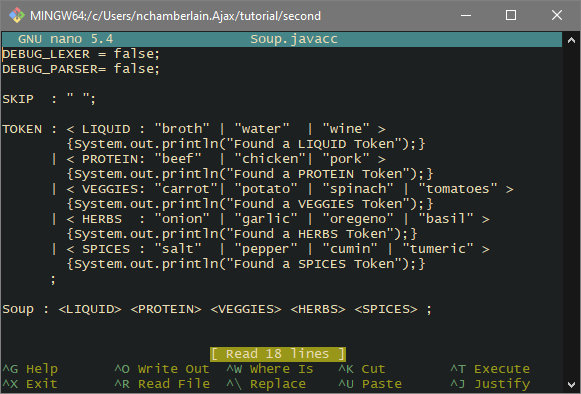 MINGW64:/c/Users/nchamberlain.Ajax/tutorial/second
GNU nano 5.4 Soup.javacc
DEBUG_LEXER = false;
DEBUG_PARSER= false;
SKIP : " ";
TOKEN : < LIQUID : "broth" | "water" | "wine" >
{System.out.println("Found a LIQUID Token");}
| < PROTEIN: "beef" | "chicken"| "pork" >
{System.out.println("Found a PROTEIN Token");}
| < VEGGIES: "carrot"| "potato" | "spinach" | "tomatoes" >
{System.out.println("Found a VEGGIES Token");}
| < HERBS : "onion" | "garlic" | "oregeno" | "basil" >
{System.out.println("Found a HERBS Token");}
| < SPICES : "salt" | "pepper" | "cumin" | "tumeric" >
{System.out.println("Found a SPICES Token");}
;
Soup : <LIQUID> <PROTEIN> <VEGGIES> <HERBS> <SPICES> ;
[ Read 18 lines ]
^G Help ^O Write Out ^W Where Is ^K Cut ^T Execute
^X Exit ^R Read File ^\ Replace ^U Paste ^J Justify